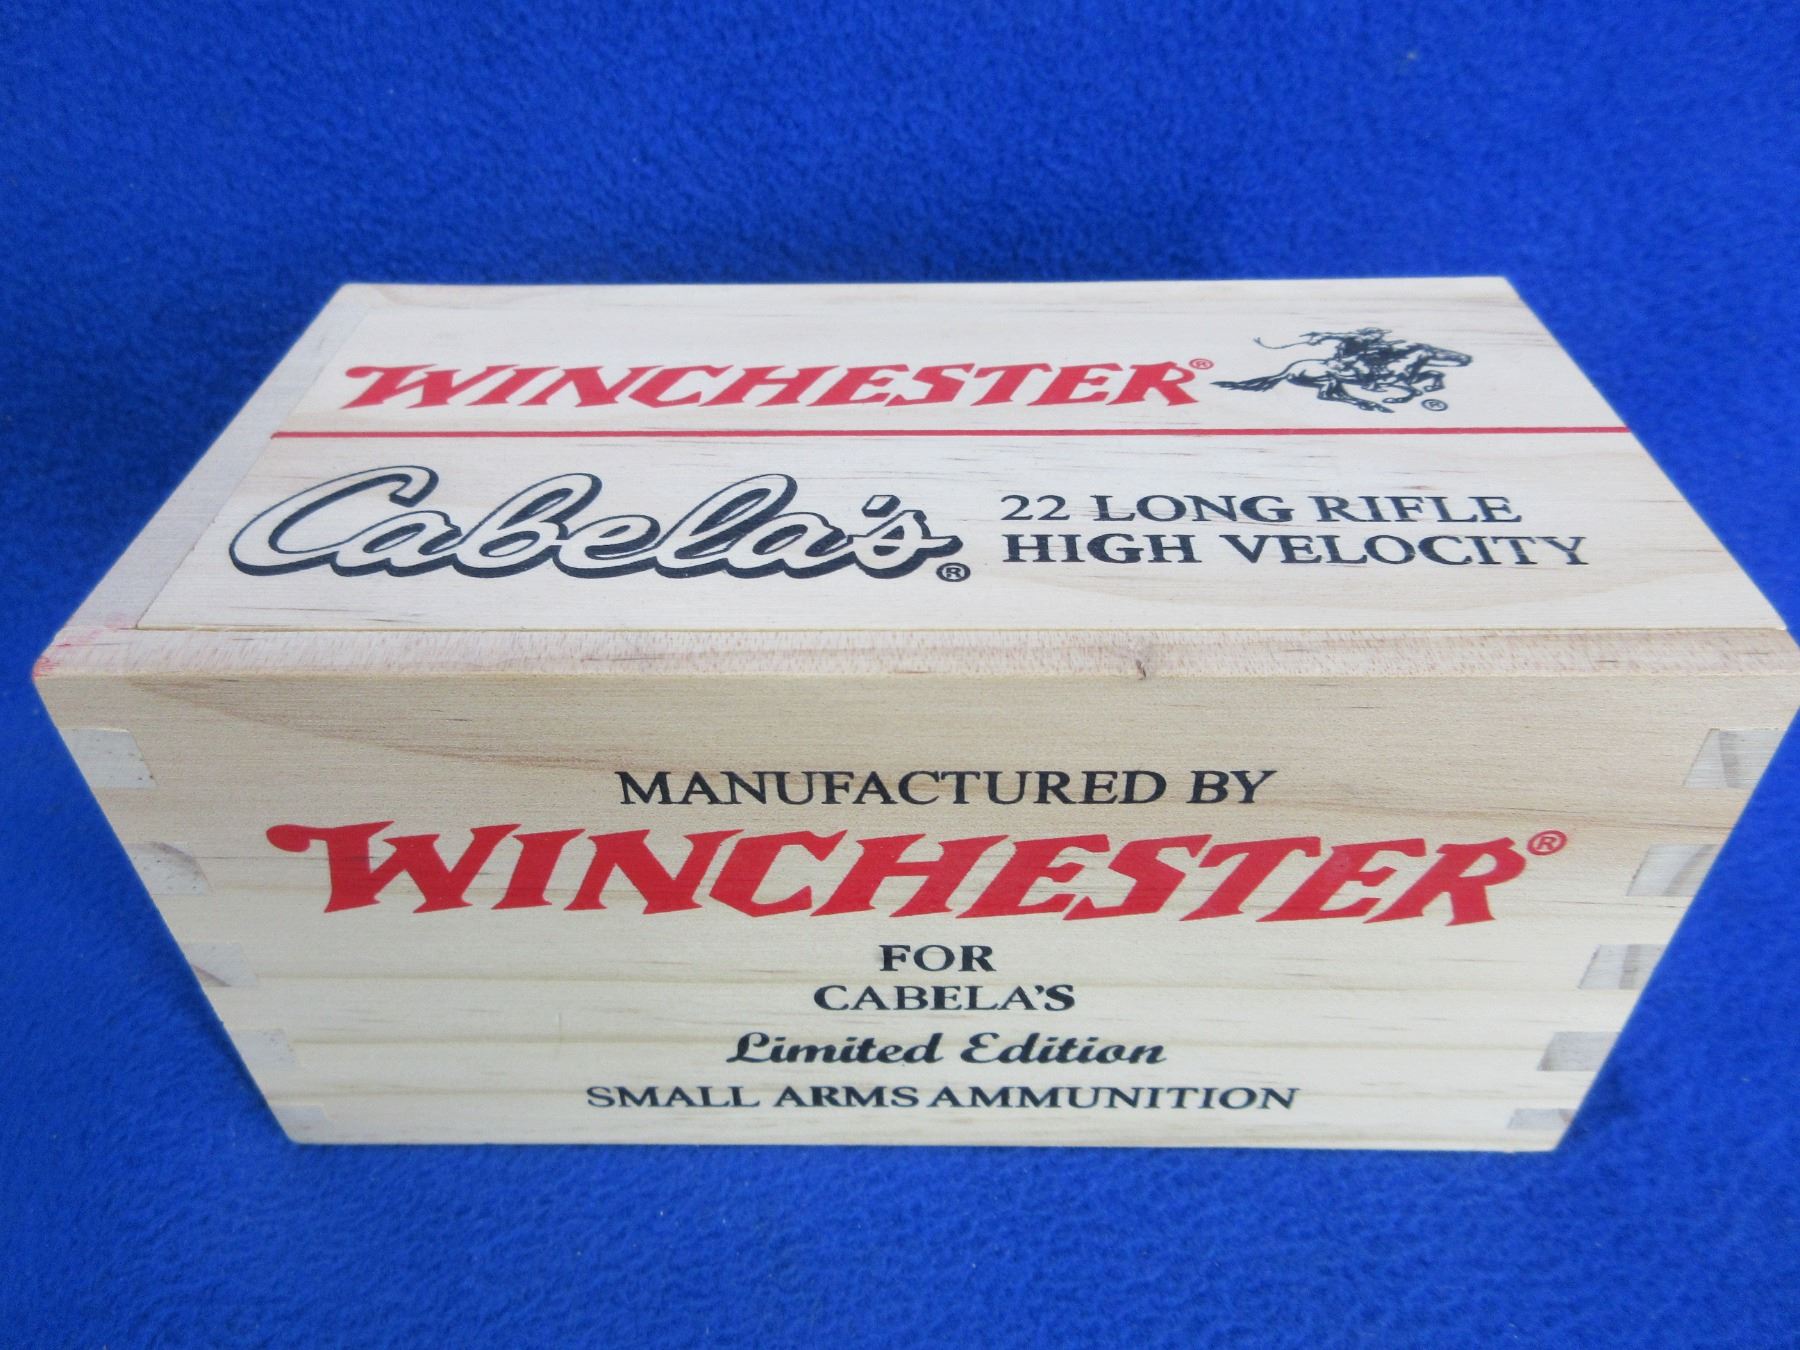 WINCHESTER®
®
Cabela's®
22 LONG RIFLE
HIGH VELOCITY
MANUFACTURED BY
WINCHESTER®
FOR
CABELA'S
Limited Edition
SMALL ARMS AMMUNITION